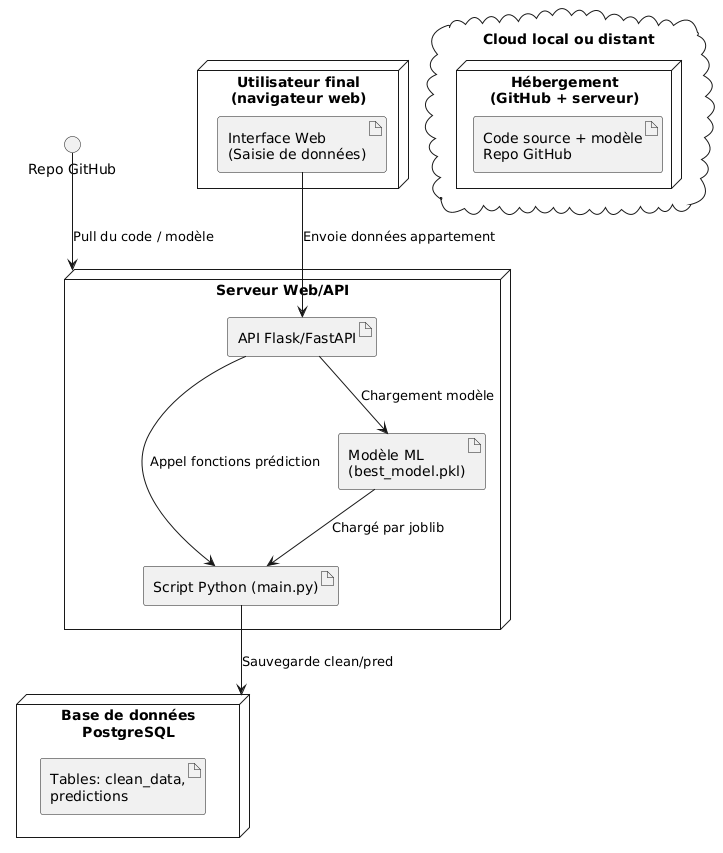 Cloud local ou distant
Utilisateur final
(navigateur web)
Hébergement
(GitHub + serveur)
Interface Web
(Saisie de données)
Code source + modèle
Repo GitHub
Repo GitHub
Pull du code / modèle
Envoie données appartement
Serveur Web/API
API Flask/FastAPI
Chargement modèle
Appel fonctions prédiction
Modèle ML
(best_model.pkl)
Chargé par joblib
Script Python (main.py)
Sauvegarde clean/pred
Base de données
PostgreSQL
Tables: clean_data,
predictions